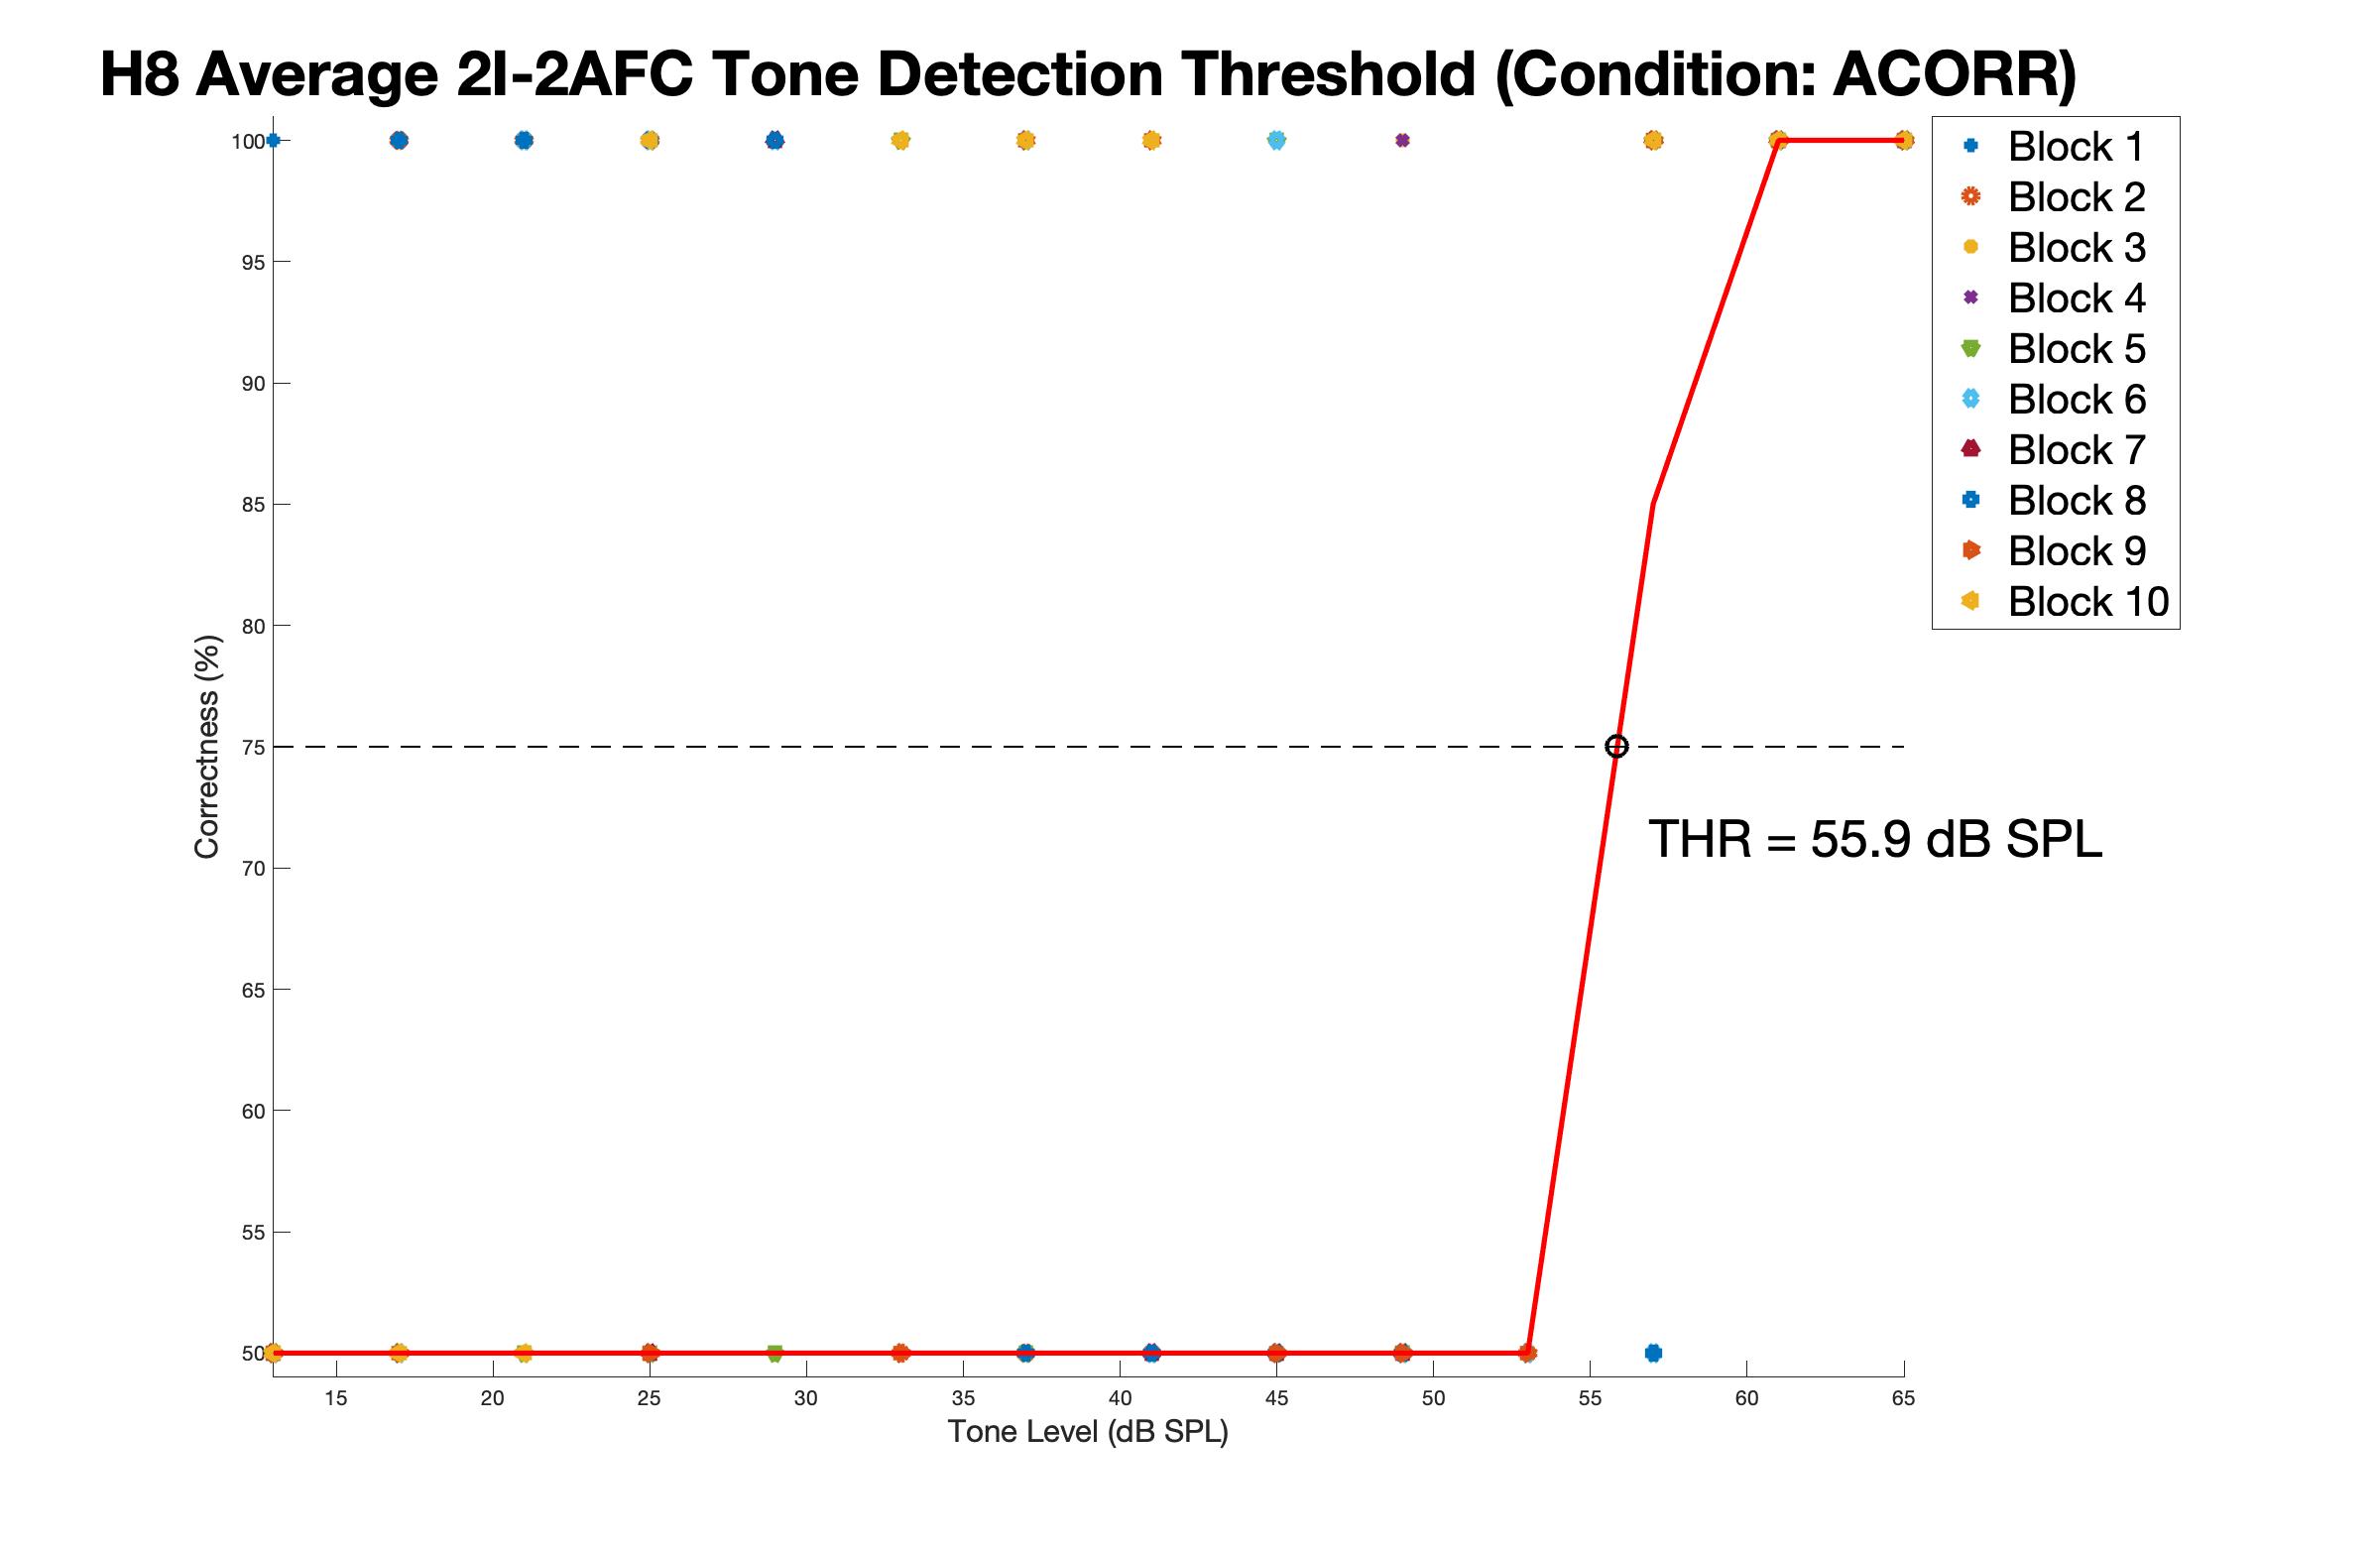 H8 Average 2I-2AFC Tone Detection Threshold (Condition: ACORR)
100
95
90
85
80
75
70
65
60
55
50
Correctness (%)
15 20 25 30 35 40 45 50 55 60 65
Tone Level (dB SPL)
THR = 55.9 dB SPL
Block 1
Block 2
Block 3
Block 4
Block 5
Block 6
Block 7
Block 8
Block 9
Block 10